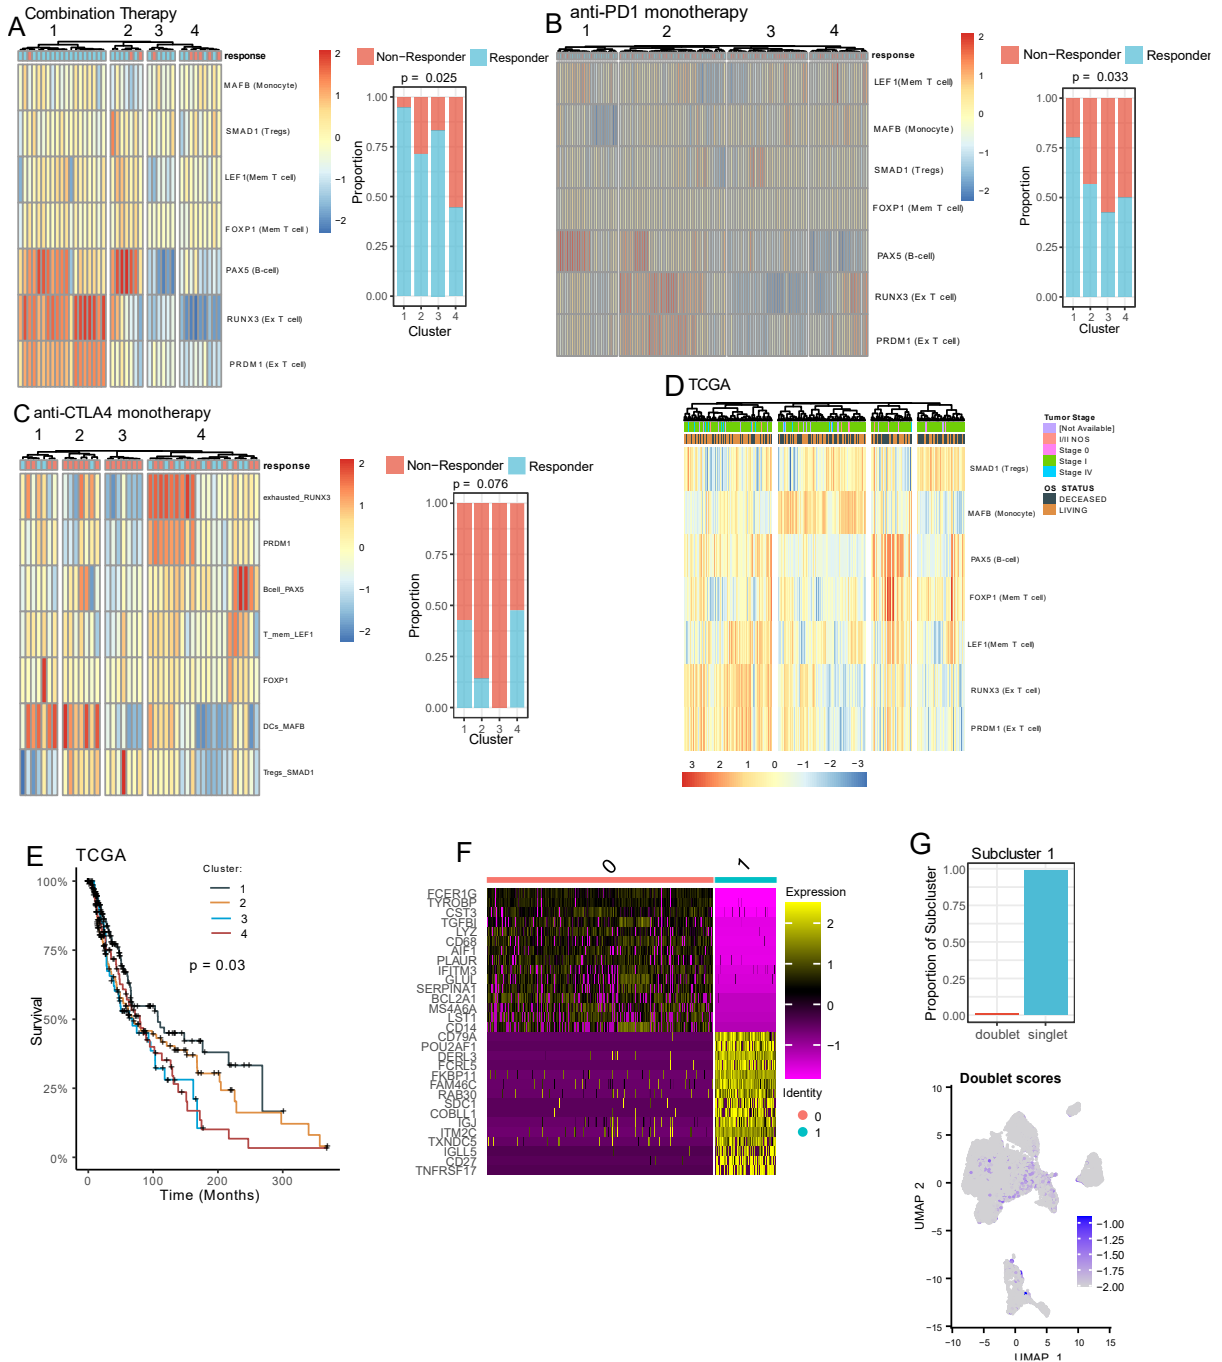 A
Combination Therapy
1 2 3 4
response
MAFB (Monocyte)
SMAD1 (Tregs)
LEF1(Mem T cell)
FOXP1 (Mem T cell)
PAX5 (B-cell)
RUNX3 (Ex T cell)
PRDM1 (Ex T cell)
2
1
0
−1
−2
Non−Responder Responder
p = 0.025
Proportion
1.00
0.75
0.50
0.25
0.00
1 2 3 4
Cluster
B
anti-PD1 monotherapy
1 2 3 4
response
LEF1(Mem T cell)
MAFB (Monocyte)
SMAD1 (Tregs)
FOXP1 (Mem T cell)
PAX5 (B-cell)
RUNX3 (Ex T cell)
PRDM1 (Ex T cell)
2
1
0
−1
−2
Non−Responder Responder
p = 0.033
Proportion
1.00
0.75
0.50
0.25
0.00
1 2 3 4
Cluster
C
anti-CTLA4 monotherapy
1 2 3 4
response
exhausted_RUNX3
PRDM1
Bcell_PAX5
T_mem_LEF1
FOXP1
DCs_MAFB
Tregs_SMAD1
2
1
0
−1
−2
Non−Responder Responder
p = 0.076
Proportion
1.00
0.75
0.50
0.25
0.00
1 2 3 4
Cluster
D
TCGA
SMAD1 (Tregs)
MAFB (Monocyte)
PAX5 (B-cell)
FOXP1 (Mem T cell)
LEF1(Mem T cell)
RUNX3 (Ex T cell)
PRDM1 (Ex T cell)
3 2 1 0 −1 −2 −3
Tumor Stage
[Not Available]
I/II NOS
Stage 0
Stage I
Stage IV
OS_STATUS
DECEASED
LIVING
E
TCGA
Cluster:
1
2
3
4
p = 0.03
Survival
100%
75%
50%
25%
0%
0 100 200 300
Time (Months)
F
0 1
FCER1G
TYROBP
CST3
TGFBI
LYZ
CD68
AIF1
PLAUR
IFITM3
GLUL
SERPINA1
BCL2A1
MS4A6A
LST1
CD14
CD79A
POU2AF1
DERL3
FCRL5
FKBP11
FAM46C
RAB30
SDC1
COBLL1
IGJ
ITM2C
TXNDC5
IGLL5
CD27
TNFRSF17
Expression
2
1
0
−1
Identity
0
1
G
Subcluster 1
Proportion of Subcluster
1.00
0.75
0.50
0.25
0.00
doublet singlet
Doublet scores
UMAP_2
10
5
0
−5
−10
−15
−10 −5 0 5 10 15
UMAP_1
−1.00
−1.25
−1.50
−1.75
−2.00